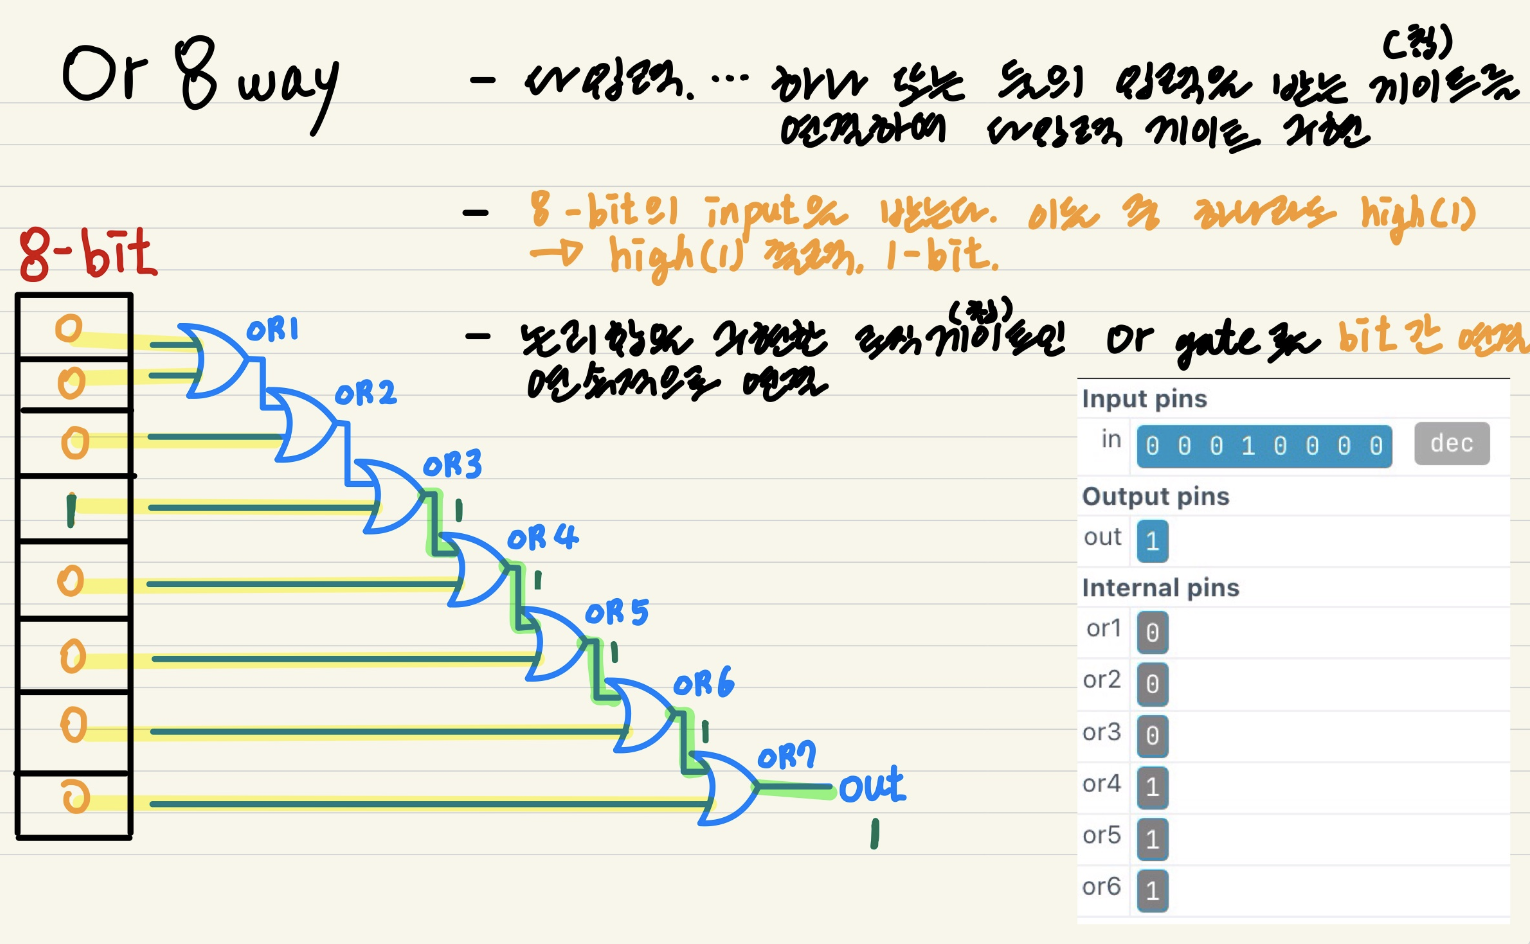 Or 8 way
(칩)
- 다입력. ... 하나 또는 둘의 입력을 받는 게이트를
연결하여 다입력 게이트 구현
- 8-bit의 input을 받는다. 이들 중 하나라도 high(1)
→ high(1) 출력. 1-bit.
8-bit
(칩)
- 논리합을 구현한 로직게이트인 Or gate로 bit 간 연결
연쇄적으로 연결
0
0
0
1
0
0
0
0
OR1
OR2
OR3
1
OR4
1
OR5
1
OR6
1
OR7
out
1
Input pins
in 0 0 0 1 0 0 0 0 dec
Output pins
out 1
Internal pins
or1 0
or2 0
or3 0
or4 1
or5 1
or6 1